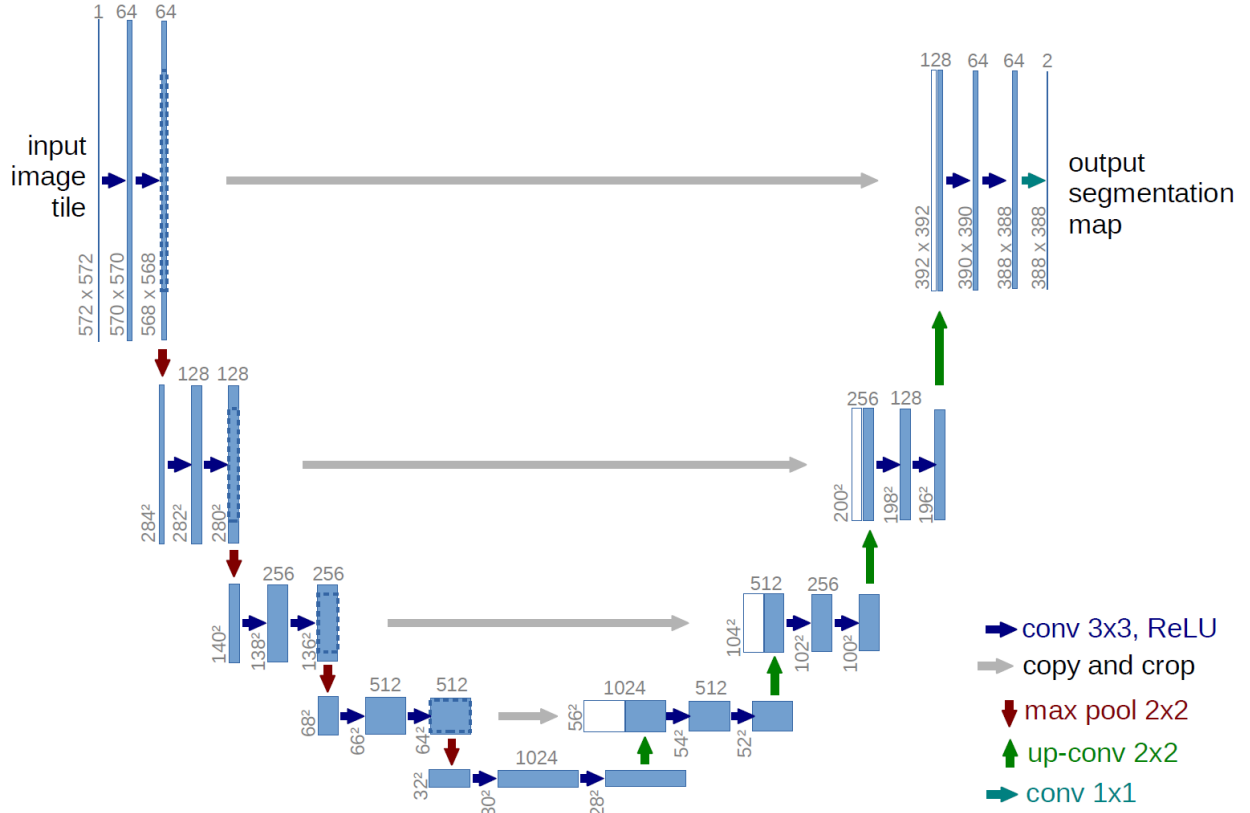 1 64 64
input
image
tile
572 x 572
570 x 570
568 x 568
128 64 64 2
output
segmentation
map
392 x 392
390 x 390
388 x 388
388 x 388
128 128
284²
282²
280²
256 128
200²
198²
196²
256 256
140²
138²
136²
512 256
104²
102²
100²
512 512
68²
66²
64²
1024 512
56²
54²
52²
1024
32²
30²
28²
conv 3x3, ReLU
copy and crop
max pool 2x2
up-conv 2x2
conv 1x1